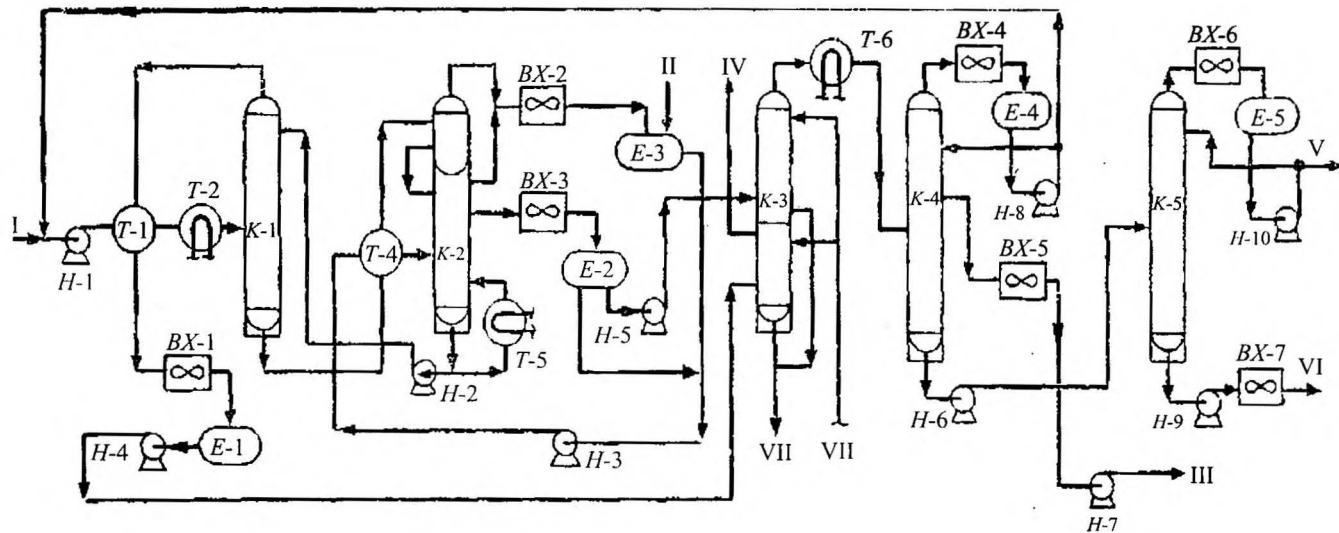 BX-4
BX-6
T-6
BX-2
II
IV
E-4
E-5
T-2
E-3
V
BX-3
I
T-1
K-1
T-4
K-2
K-3
K-4
K-5
H-8
H-10
H-1
E-2
BX-5
H-5
T-5
BX-1
H-2
BX-7
VI
H-6
H-9
H-4
E-1
H-3
VII
VII
III
H-7